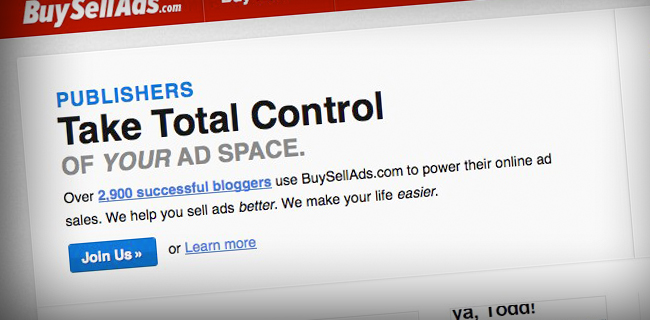 BuySellAds.com
PUBLISHERS
Take Total Control
OF YOUR AD SPACE.
Over 2,900 successful bloggers use BuySellAds.com to power their online ad
sales. We help you sell ads better. We make your life easier.
Join Us »
or Learn more
ya, Todd!